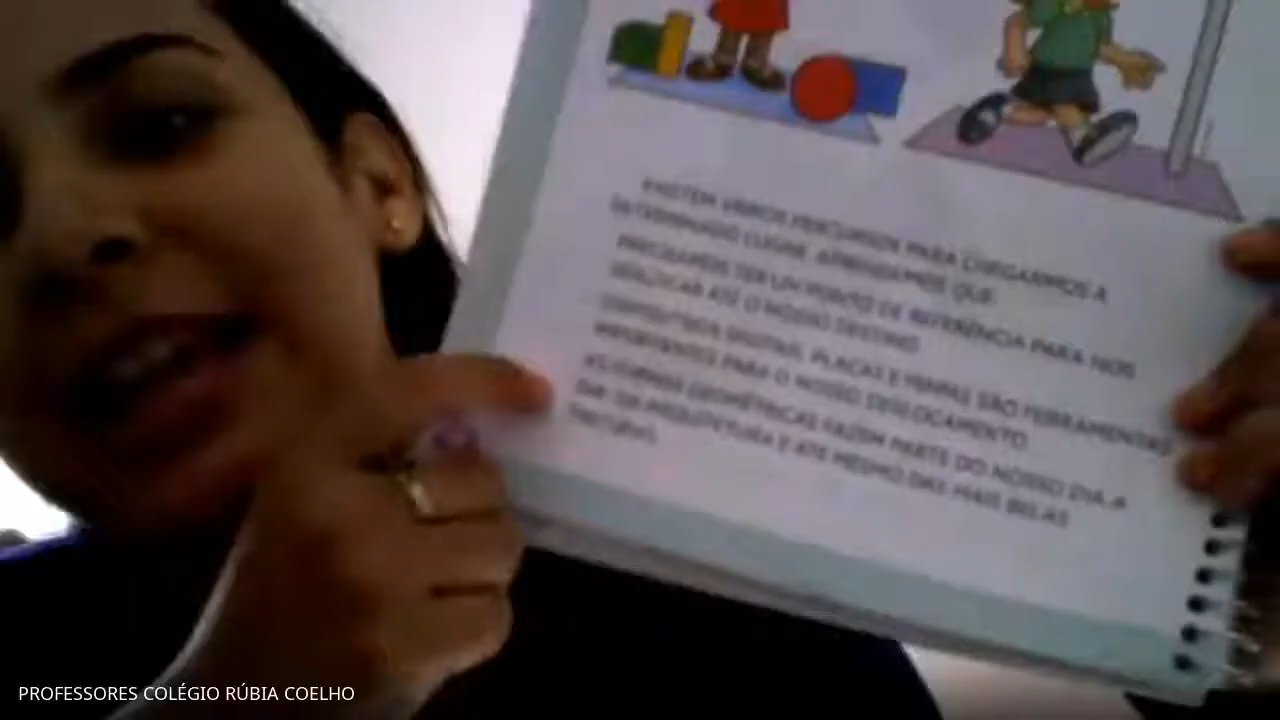 EXISTEM VÁRIOS PERCURSOS PARA CHEGARMOS A
DETERMINADO LUGAR. APRENDEMOS QUE
PRECISAMOS TER UM PONTO DE REFERÊNCIA PARA NOS
DESLOCAR ATÉ O NOSSO DESTINO
DISPOSITIVOS DIGITAIS, PLACAS E MAPAS SÃO FERRAMENTAS
IMPORTANTES PARA O NOSSO DESLOCAMENTO
AS FORMAS GEOMÉTRICAS FAZEM PARTE DO NOSSO DIA A
DIA, DA ARQUITETURA E ATÉ MESMO DAS MAIS BELAS
PINTURAS.
PROFESSORES COLÉGIO RÚBIA COELHO